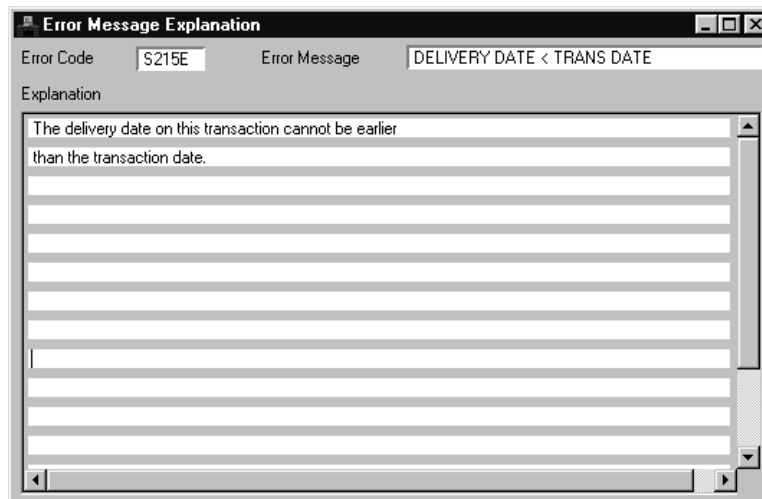 Error Message Explanation
Error Code S215E Error Message DELIVERY DATE < TRANS DATE
Explanation
The delivery date on this transaction cannot be earlier
than the transaction date.